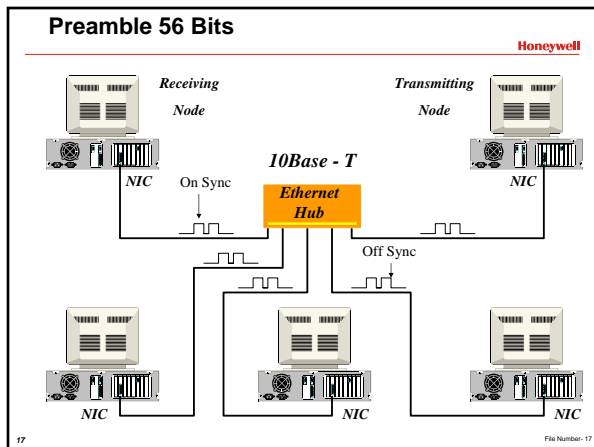 Preamble 56 Bits
Honeywell
Receiving
Node
Transmitting
Node
10Base - T
NIC
On Sync
Ethernet
Hub
NIC
Off Sync
NIC
NIC
NIC
17
File Number- 17